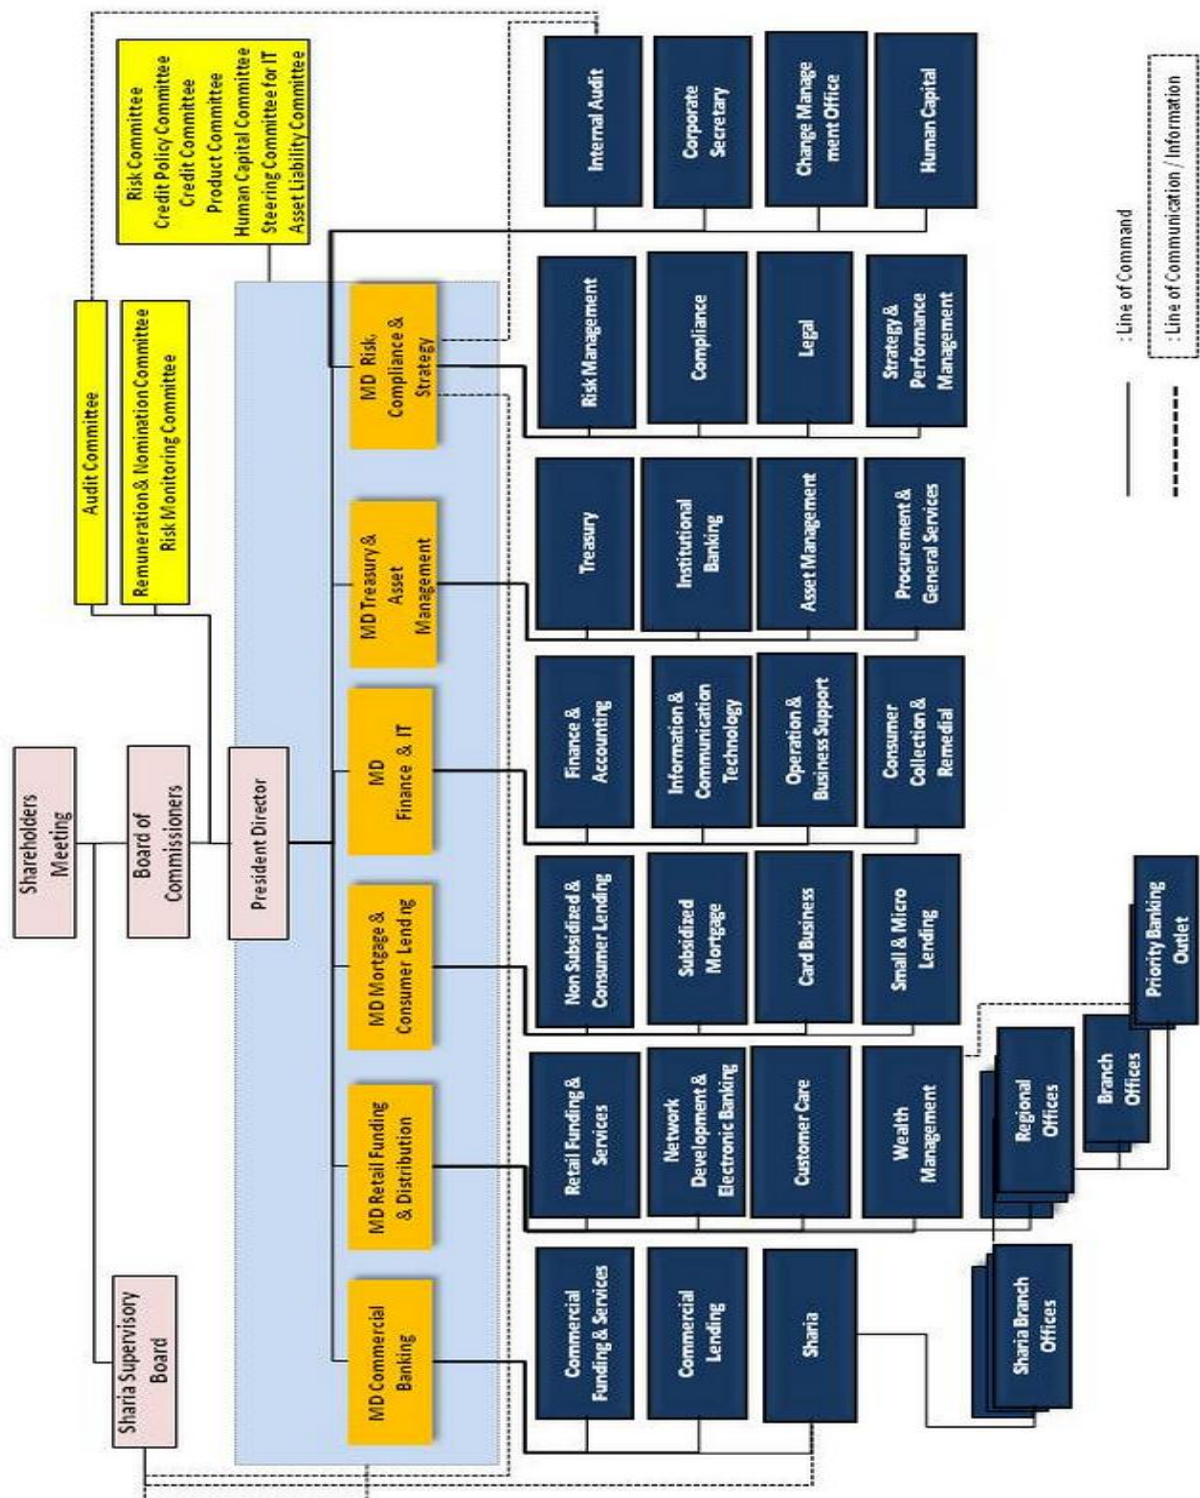 Shareholders
Meeting
Sharia Supervisory
Board
Board of
Commissioners
President Director
Audit Committee
Remuneration & Nomination Committee
Risk Monitoring Committee
Risk Committee
Credit Policy Committee
Credit Committee
Product Committee
Human Capital Committee
Steering Committee for IT
Asset Liability Committee
MD Commercial
Banking
MD Retail Funding
& Distribution
MD Mortgage &
Consumer Lending
MD
Finance & IT
MD Treasury &
Asset
Management
MD Risk,
Compliance &
Strategy
Commercial
Funding & Services
Commercial
Lending
Sharia
Sharia Branch
Offices
Retail Funding &
Services
Network
Development &
Electronic Banking
Customer Care
Wealth
Management
Regional
Offices
Branch
Offices
Priority Banking
Outlet
Non Subsidized &
Consumer Lending
Subsidized
Mortgage
Card Business
Small & Micro
Lending
Finance &
Accounting
Information &
Communication
Technology
Operation &
Business Support
Consumer
Collection &
Remedial
Treasury
Institutional
Banking
Asset Management
Procurement &
General Services
Risk Management
Compliance
Legal
Strategy &
Performance
Management
Internal Audit
Corporate
Secretary
Change Manage
ment Office
Human Capital
: Line of Command
: Line of Communication / Information